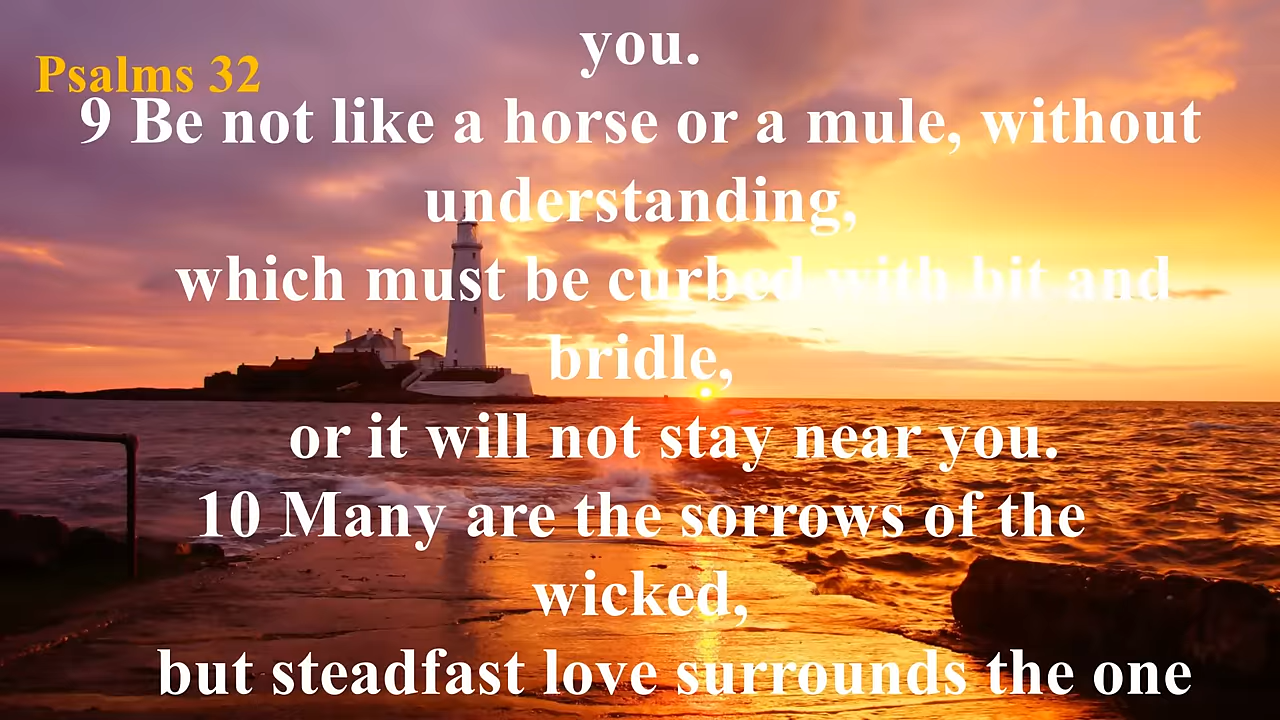 you.
Psalms 32
9 Be not like a horse or a mule, without
understanding,
which must be curbed with bit and
bridle,
or it will not stay near you.
10 Many are the sorrows of the
wicked,
but steadfast love surrounds the one